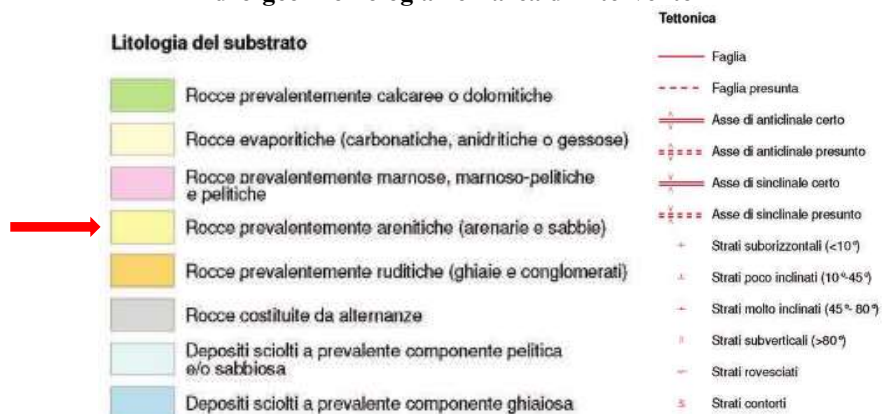 Litologia del substrato
Rocce prevalentemente calcaree o dolomitiche
Rocce evaporitiche (carbonatiche, anidritiche o gessose)
Rocce prevalentemente marnose, marnoso-pelitiche
e pelitiche
Rocce prevalentemente arenitiche (arenarie e sabbie)
Rocce prevalentemente ruditiche (ghiaie e conglomerati)
Rocce costituite da alternanze
Depositi sciolti a prevalente componente pelitica
e/o sabbiosa
Depositi sciolti a prevalente componente ghiaiosa
Tettonica
Faglia
Faglia presunta
Asse di anticlinale certo
Asse di anticlinale presunto
Asse di sinclinale certo
Asse di sinclinale presunto
Strati suborizzontali (<10°)
Strati poco inclinati (10°-45°)
Strati molto inclinati (45°- 80°)
Strati subverticali (>80°)
Strati rovesciati
Strati contorti